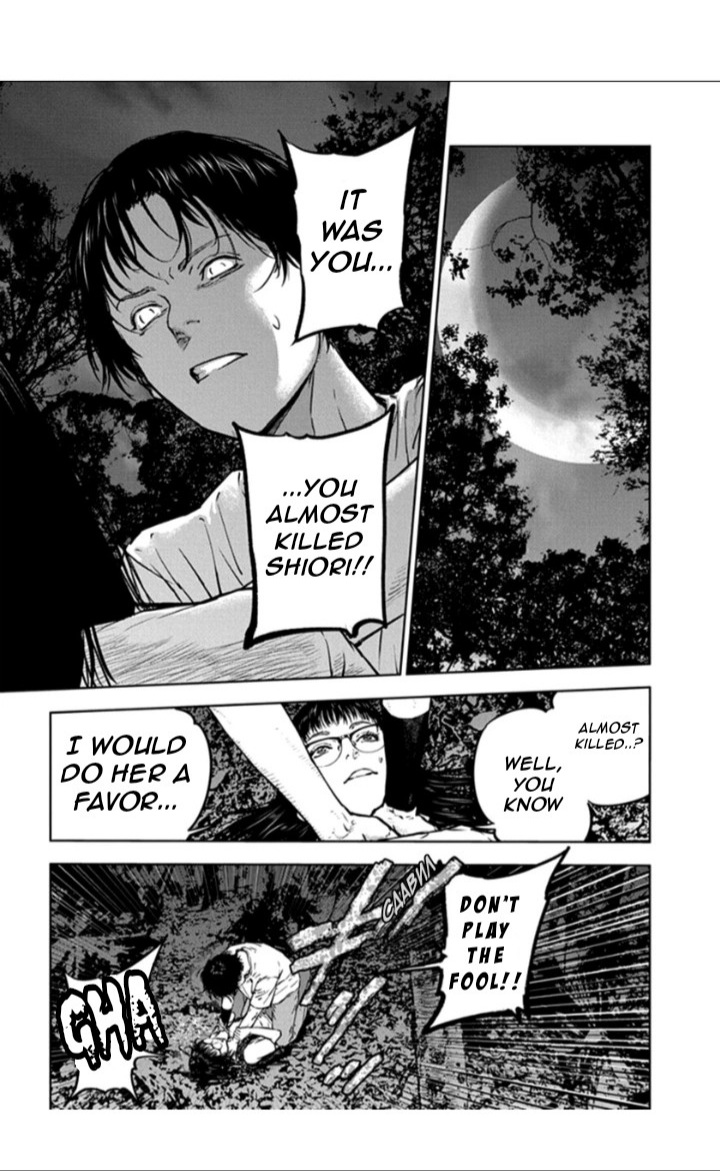 IT
WAS
YOU...
...YOU
ALMOST
KILLED
SHIORI!!
ALMOST
KILLED..?
WELL,
YOU
KNOW
I WOULD
DO HER A
FAVOR...
DON'T
PLAY
THE
FOOL!!
СДАВИЛ
GHA